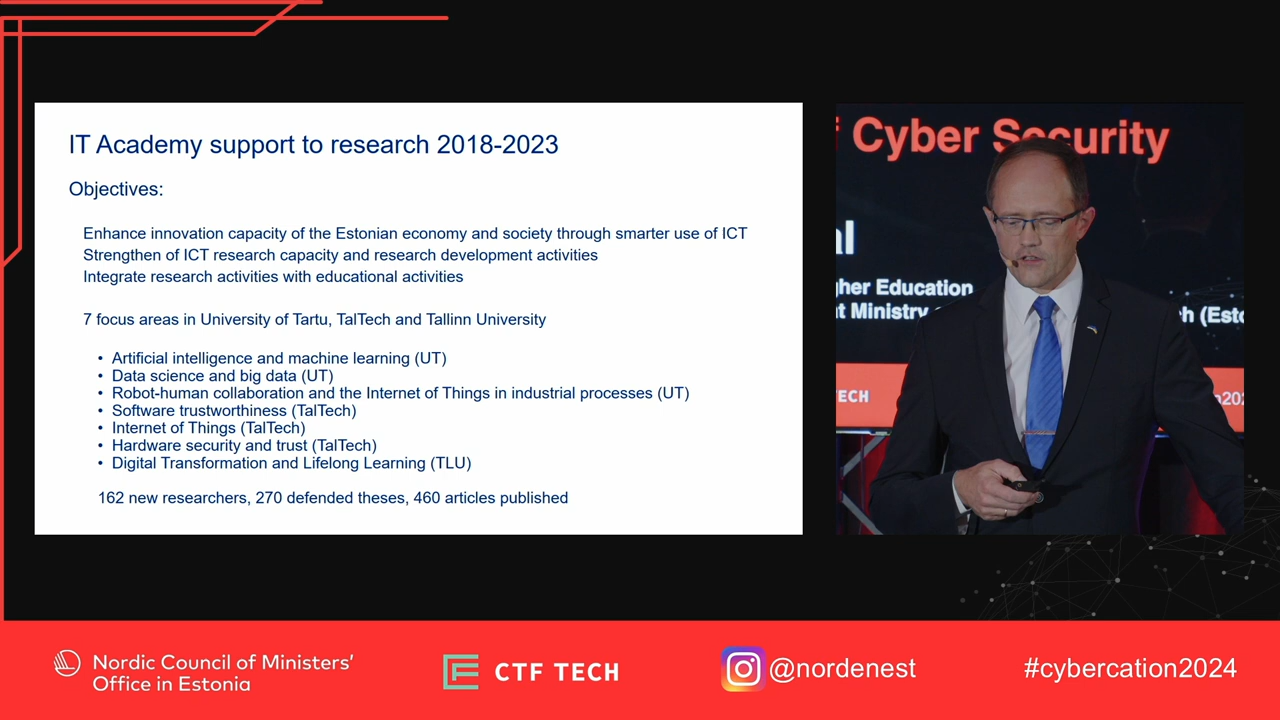 IT Academy support to research 2018-2023
Objectives:
Enhance innovation capacity of the Estonian economy and society through smarter use of ICT
Strengthen of ICT research capacity and research development activities
Integrate research activities with educational activities
7 focus areas in University of Tartu, TalTech and Tallinn University
• Artificial intelligence and machine learning (UT)
• Data science and big data (UT)
• Robot-human collaboration and the Internet of Things in industrial processes (UT)
• Software trustworthiness (TalTech)
• Internet of Things (TalTech)
• Hardware security and trust (TalTech)
• Digital Transformation and Lifelong Learning (TLU)
162 new researchers, 270 defended theses, 460 articles published
Cyber Security
al
gher Education
t Ministry
ch (Esto
TECH
n202
Nordic Council of Ministers'
Office in Estonia
CTF TECH
@nordenest
#cybercation2024